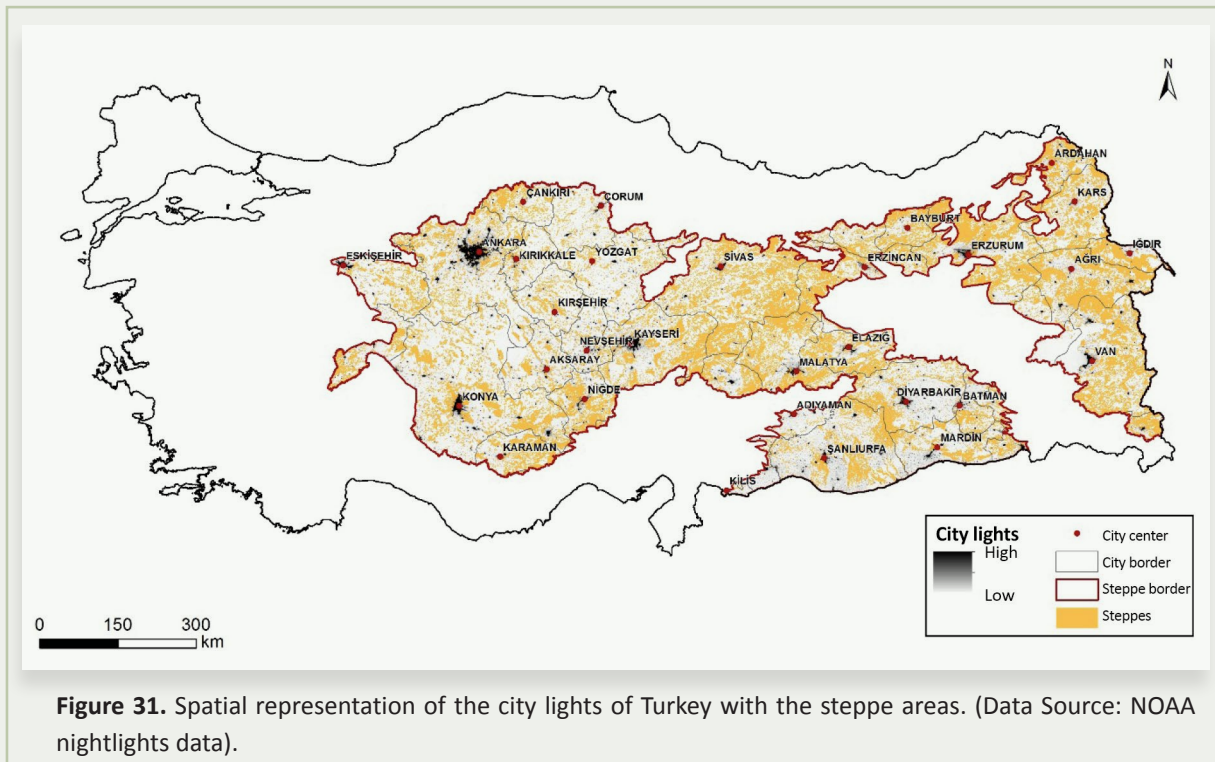 N
ARDAHAN
ÇANKIRI
ÇORUM
KARS
BAYBURT
ANKARA
ERZURUM
IĞDIR
ESKİŞEHİR
KIRIKKALE
YOZGAT
SİVAS
ERZİNCAN
AĞRI
KIRŞEHİR
KAYSERİ
NEVŞEHİR
ELAZIĞ
VAN
AKSARAY
MALATYA
NİĞDE
DİYARBAKIR
BATMAN
KONYA
ADIYAMAN
KARAMAN
MARDİN
ŞANLIURFA
KİLİS
City lights
High
Low
City center
City border
Steppe border
Steppes
0 150 300
km
Figure 31. Spatial representation of the city lights of Turkey with the steppe areas. (Data Source: NOAA
nightlights data).